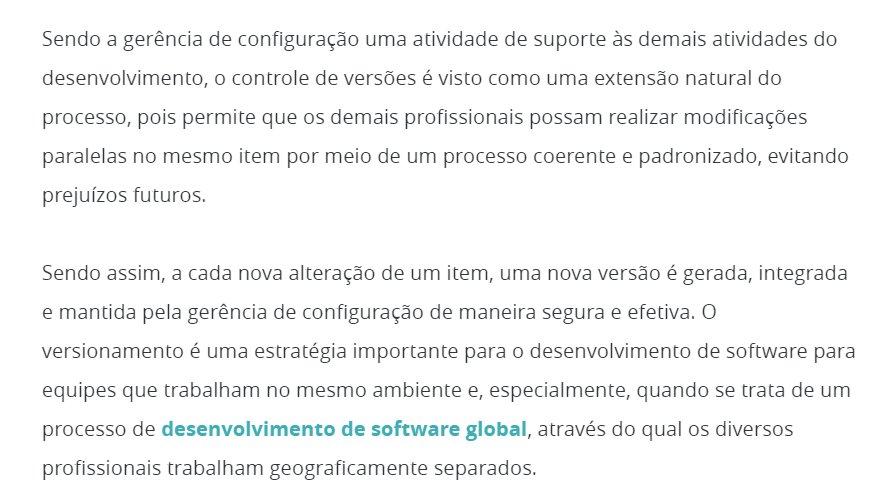 Sendo a gerência de configuração uma atividade de suporte às demais atividades do
desenvolvimento, o controle de versões é visto como uma extensão natural do
processo, pois permite que os demais profissionais possam realizar modificações
paralelas no mesmo item por meio de um processo coerente e padronizado, evitando
prejuízos futuros.
Sendo assim, a cada nova alteração de um item, uma nova versão é gerada, integrada
e mantida pela gerência de configuração de maneira segura e efetiva. O
versionamento é uma estratégia importante para o desenvolvimento de software para
equipes que trabalham no mesmo ambiente e, especialmente, quando se trata de um
processo de desenvolvimento de software global, através do qual os diversos
profissionais trabalham geograficamente separados.